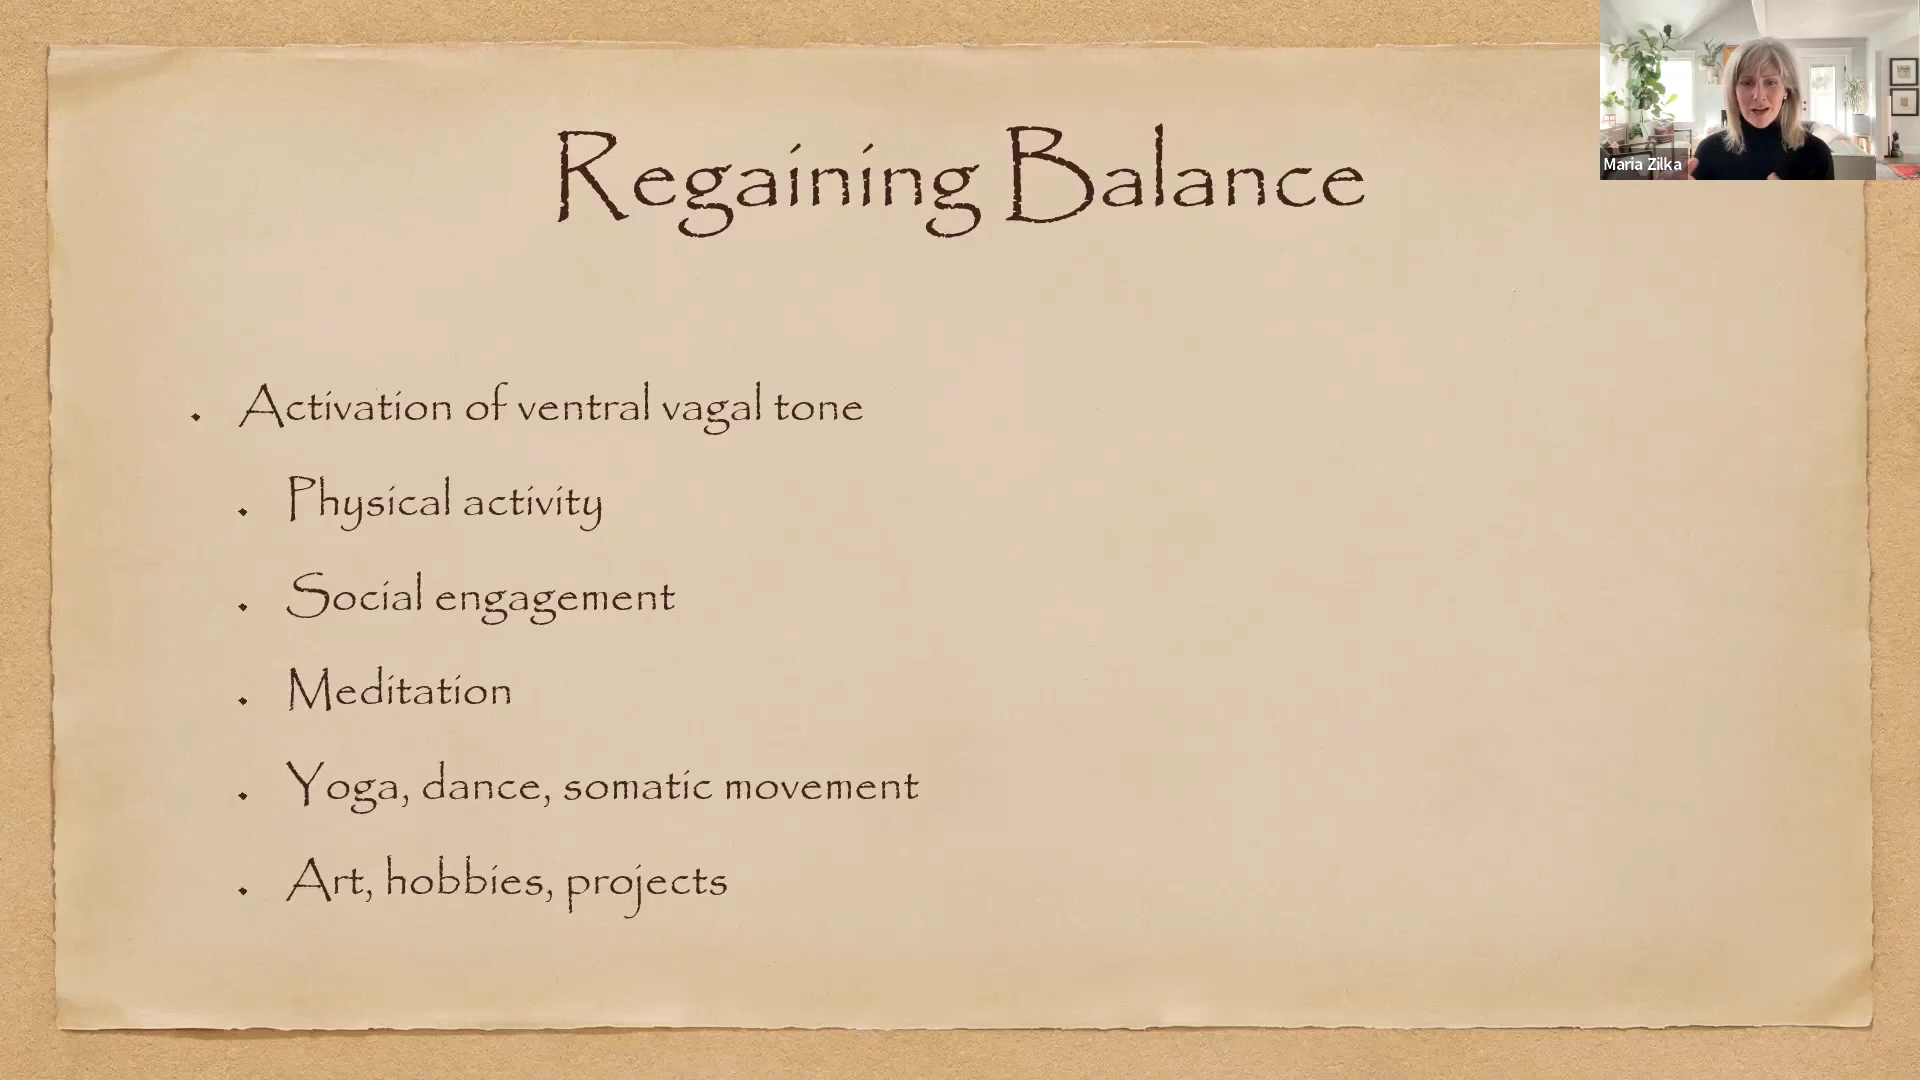 Regaining Balance
Maria Zilka
Activation of ventral vagal tone
Physical activity
Social engagement
Meditation
Yoga, dance, somatic movement
Art, hobbies, projects